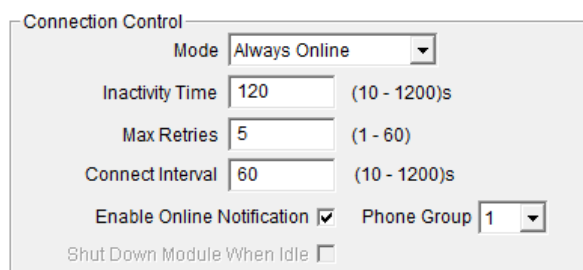 Connection Control
Mode Always Online
Inactivity Time 120 (10 - 1200)s
Max Retries 5 (1 - 60)
Connect Interval 60 (10 - 1200)s
Enable Online Notification Phone Group 1
Shut Down Module When Idle